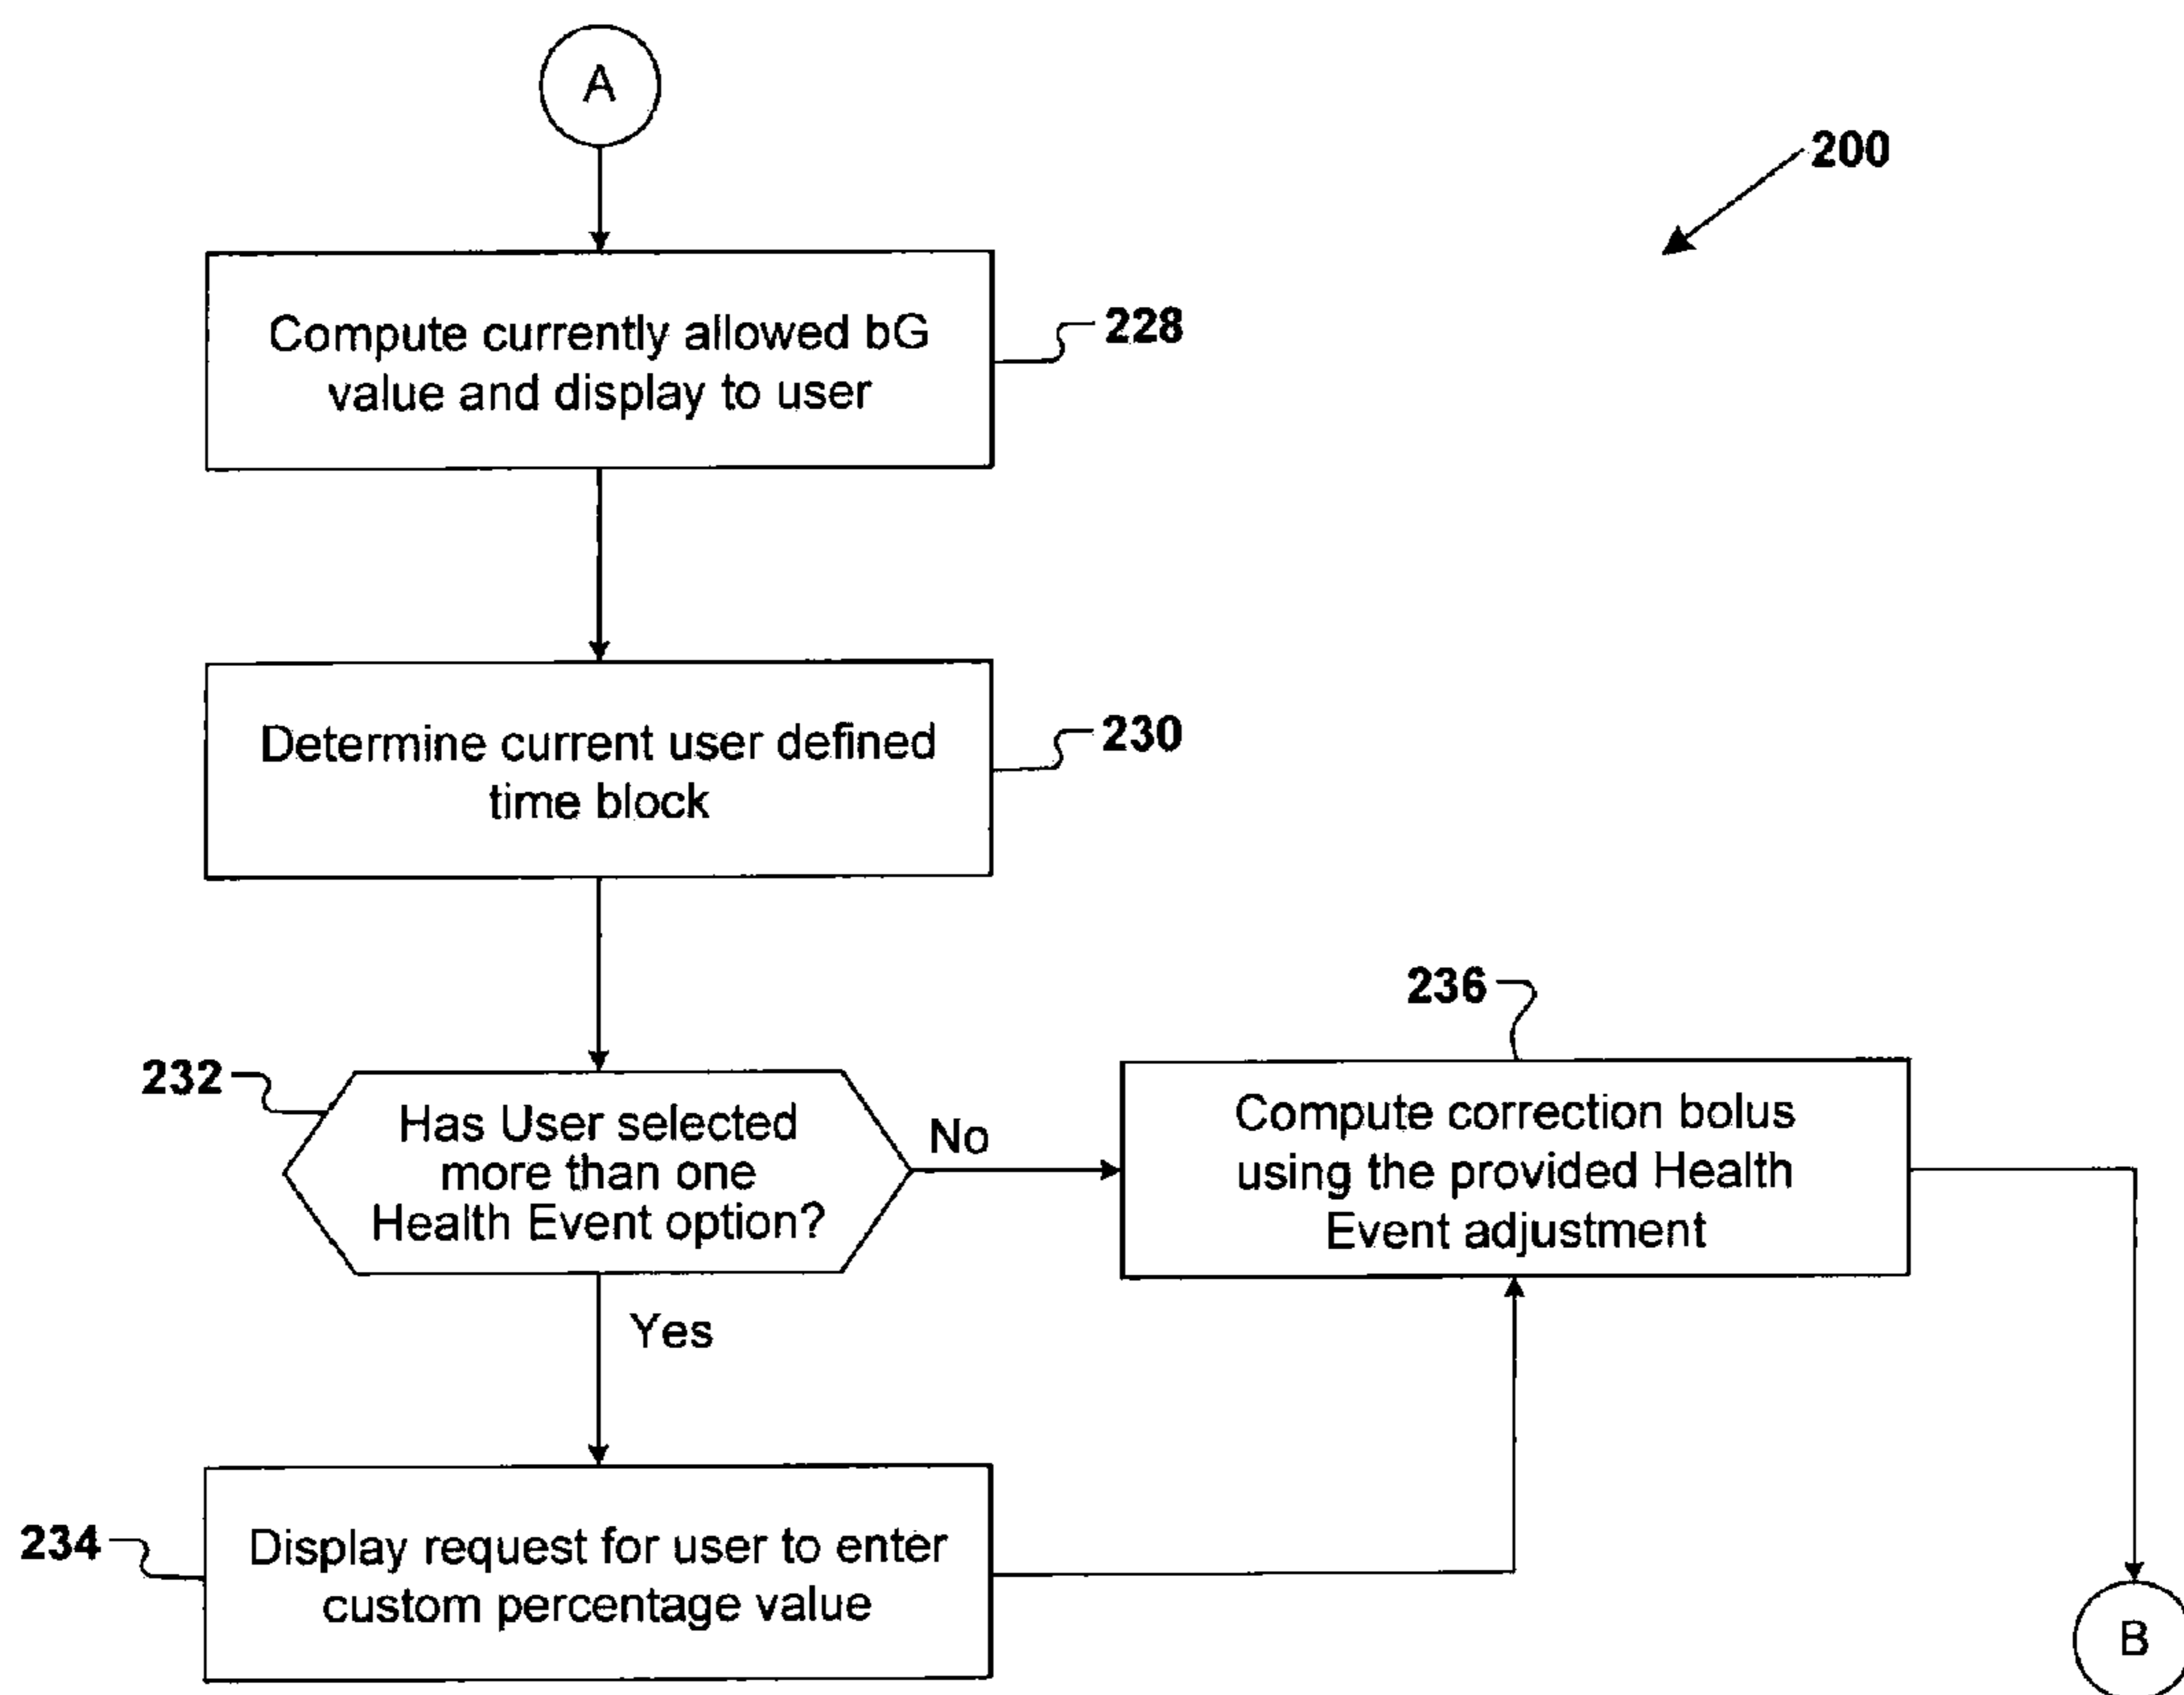 A
200
Compute currently allowed bG
value and display to user
228
Determine current user defined
time block
230
232
Has User selected
more than one
Health Event option?
No
Yes
236
Compute correction bolus
using the provided Health
Event adjustment
234
Display request for user to enter
custom percentage value
B